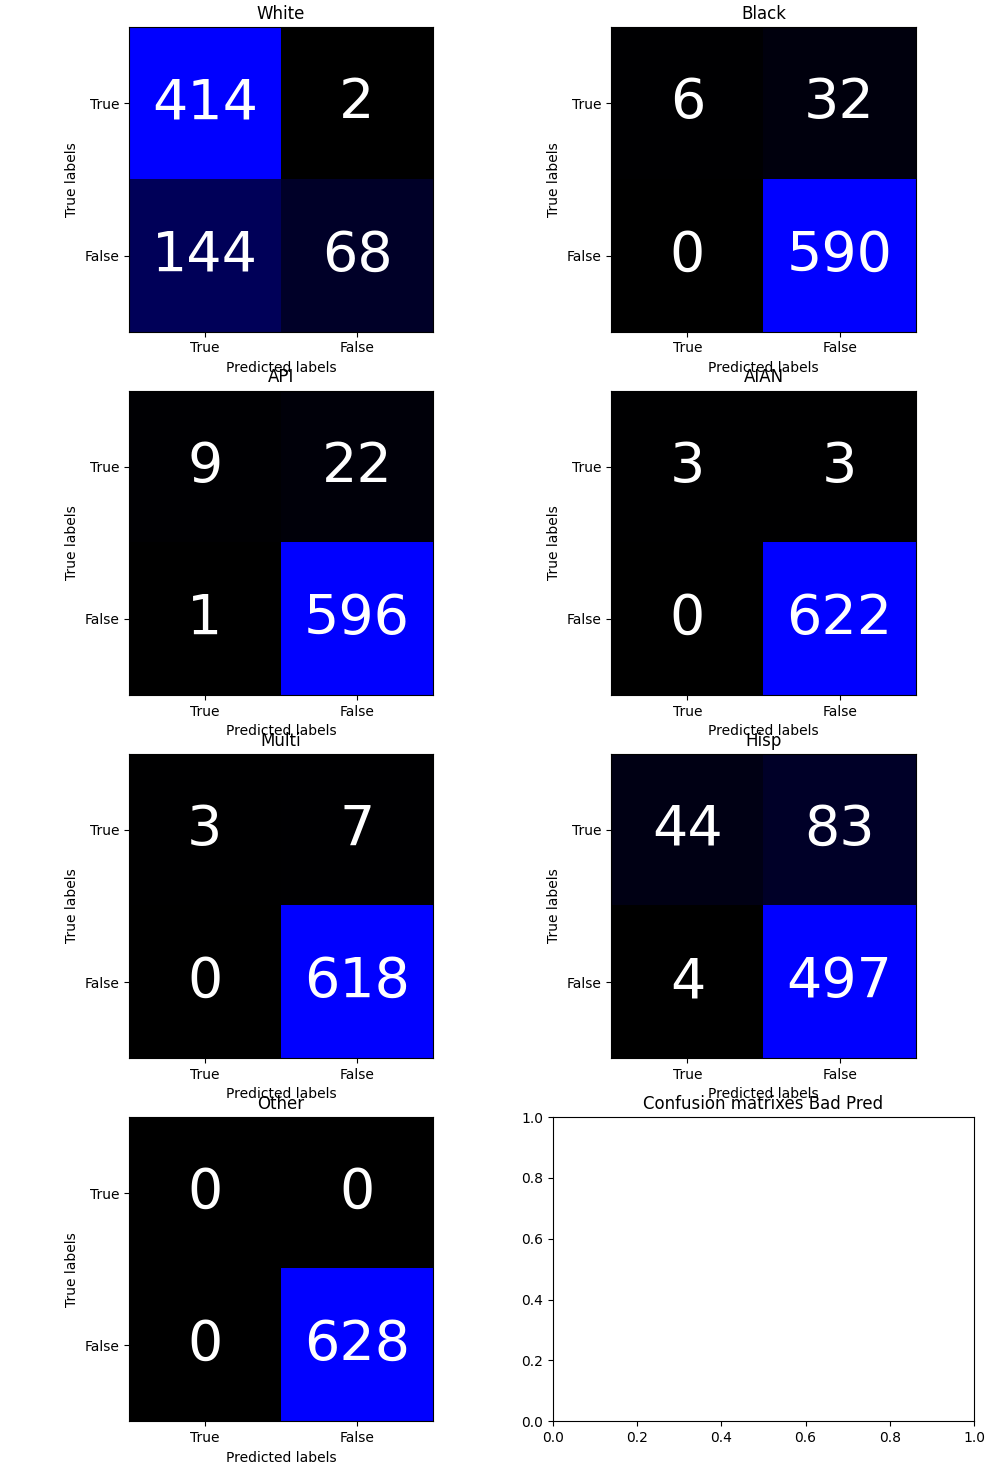 White
True
414 2
True labels
False
144 68
True False
Predicted labels
Black
True
6 32
True labels
False
0 590
True False
Predicted labels
API
True
9 22
True labels
False
1 596
True False
Predicted labels
AIAN
True
3 3
True labels
False
0 622
True False
Predicted labels
Multi
True
3 7
True labels
False
0 618
True False
Predicted labels
Hisp
True
44 83
True labels
False
4 497
True False
Predicted labels
Other
True
0 0
True labels
False
0 628
True False
Predicted labels
Confusion matrixes Bad Pred
1.0
0.8
0.6
0.4
0.2
0.0
0.0 0.2 0.4 0.6 0.8 1.0